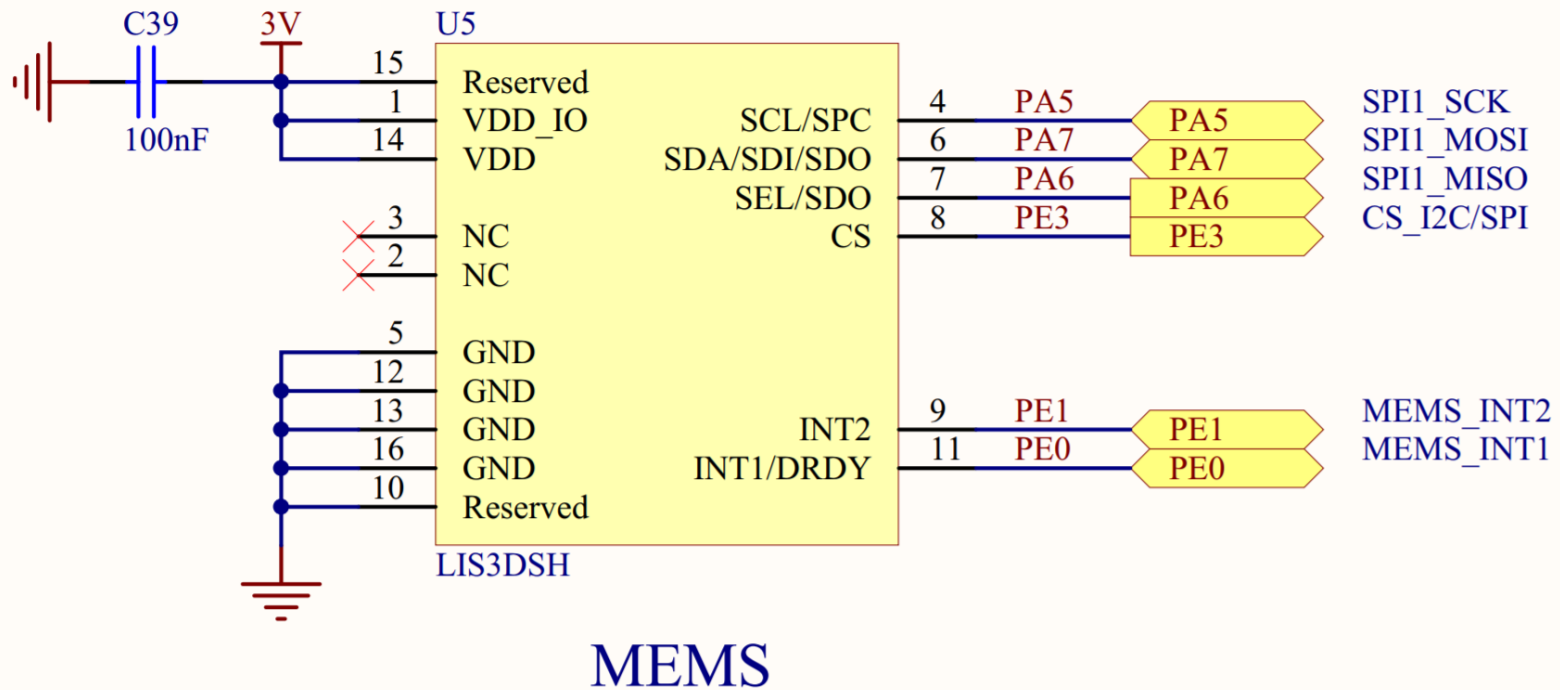 C39 3V U5
15 Reserved
1 VDD_IO SCL/SPC 4 PA5 PA5 SPI1_SCK
100nF 14 VDD SDA/SDI/SDO 6 PA7 PA7 SPI1_MOSI
SEL/SDO 7 PA6 PA6 SPI1_MISO
3 NC CS 8 PE3 PE3 CS_I2C/SPI
2 NC
5 GND
12 GND
13 GND INT2 9 PE1 PE1 MEMS_INT2
16 GND INT1/DRDY 11 PE0 PE0 MEMS_INT1
10 Reserved
LIS3DSH
MEMS